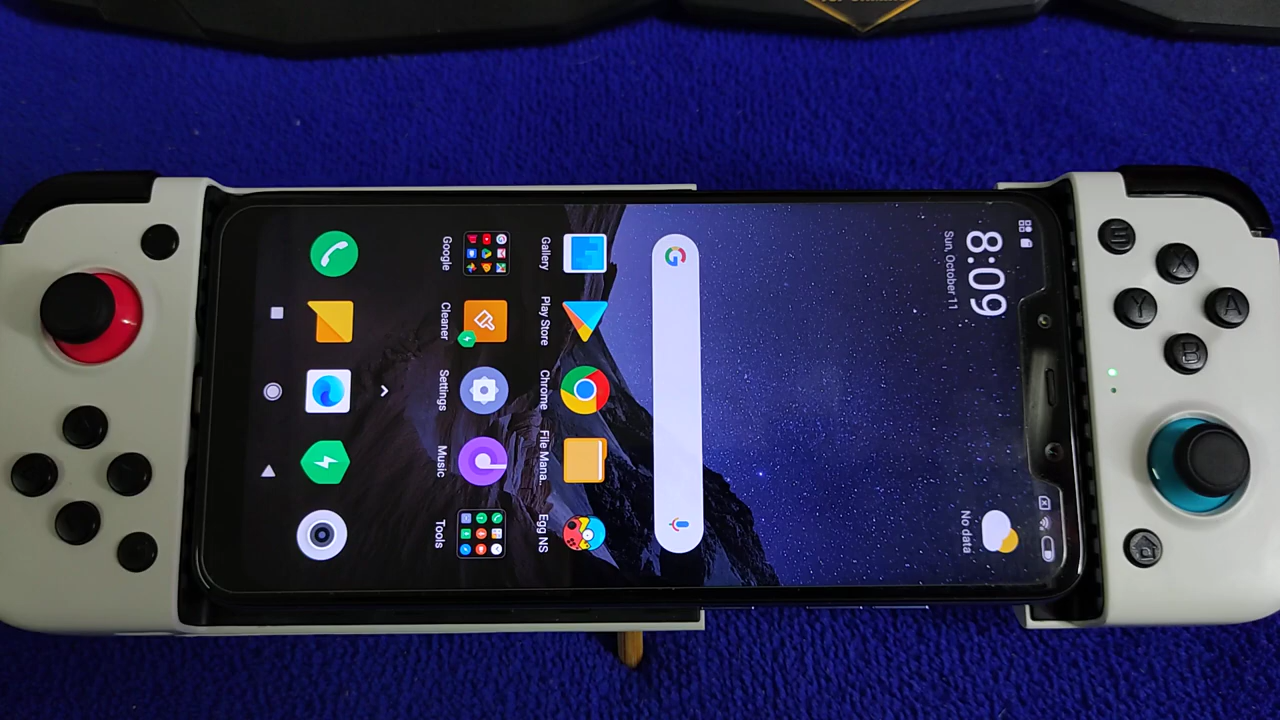 8:09
Sun, October 11
No data
Gallery
Play Store
Chrome
File Mana..
Egg NS
Google
Cleaner
Settings
Music
Tools
X
Y
A
B